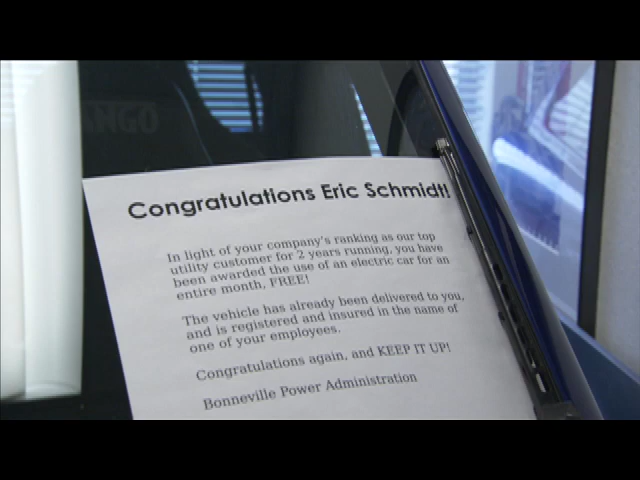 TANGO
Congratulations Eric Schmidt!
In light of your company's ranking as our top
utility customer for 2 years running, you have
been awarded the use of an electric car for an
entire month, FREE!
The vehicle has already been delivered to you,
and is registered and insured in the name of
one of your employees.
Congratulations again, and KEEP IT UP!
Bonneville Power Administration